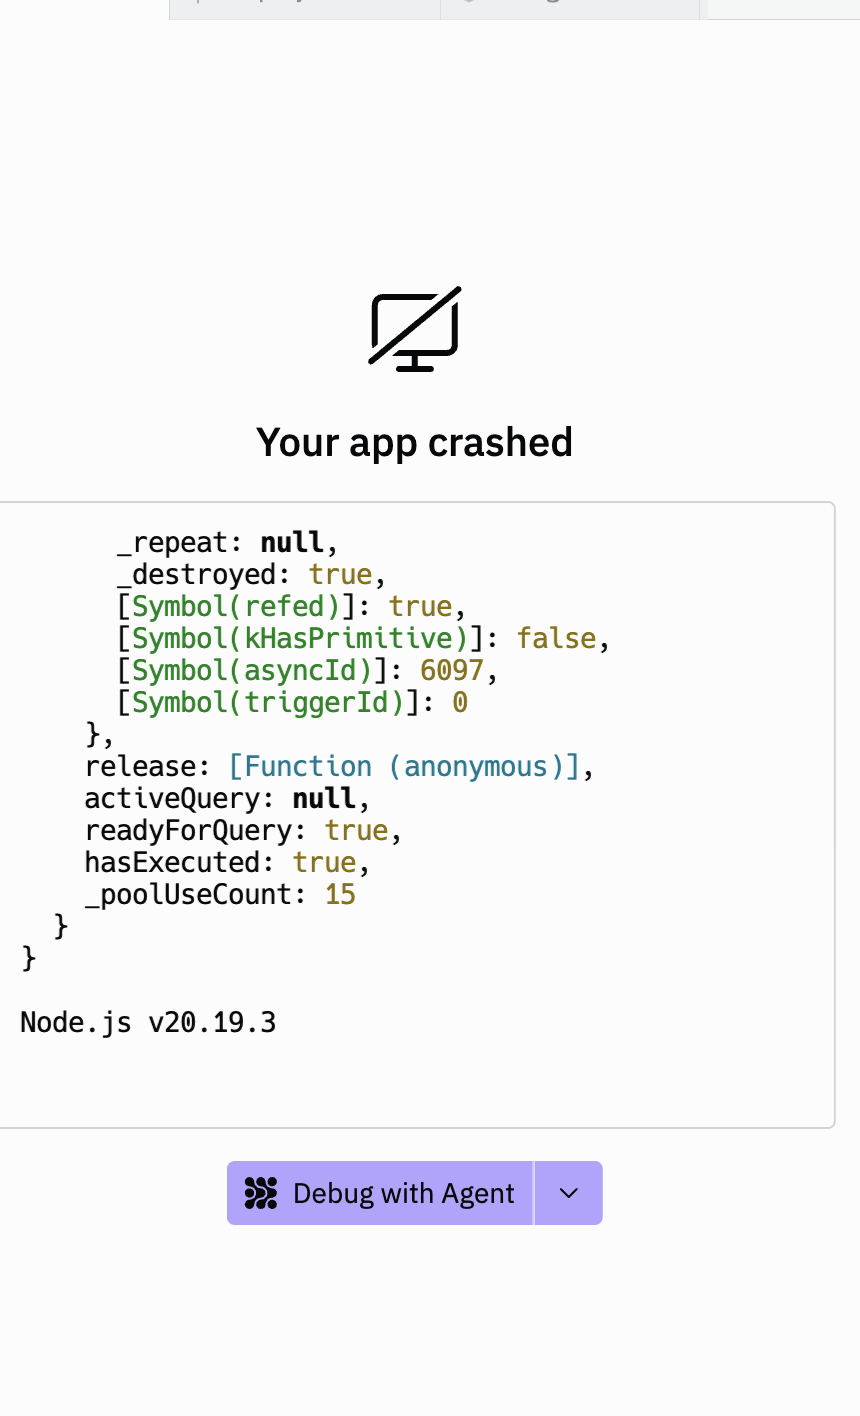 Your app crashed
_repeat: null,
_destroyed: true,
[Symbol(refed)]: true,
[Symbol(kHasPrimitive)]: false,
[Symbol(asyncId)]: 6097,
[Symbol(triggerId)]: 0
},
release: [Function (anonymous)],
activeQuery: null,
readyForQuery: true,
hasExecuted: true,
_poolUseCount: 15
}
}
Node.js v20.19.3
Debug with Agent